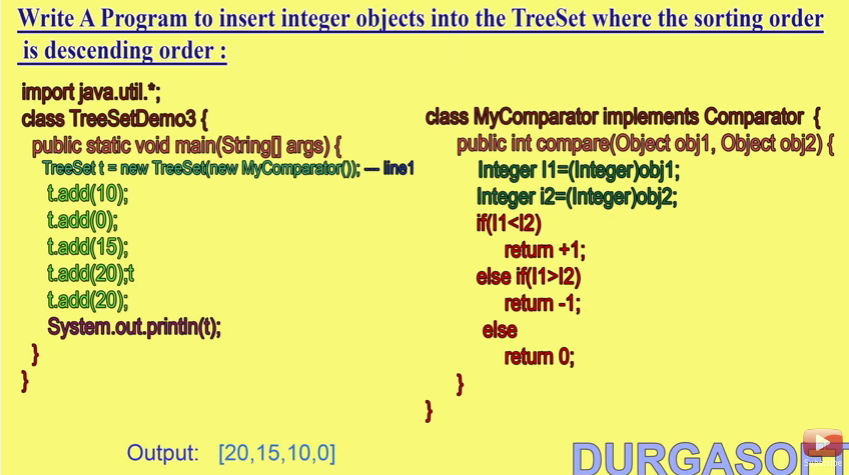 Write A Program to insert integer objects into the TreeSet where the sorting order
is descending order :
import java.util.*;
class TreeSetDemo3 {
public static void main(String[] args) {
TreeSet t = new TreeSet(new MyComparator()); --- line1
t.add(10);
t.add(0);
t.add(15);
t.add(20);t
t.add(20);
System.out.println(t);
}
}
class MyComparator implements Comparator {
public int compare(Object obj1, Object obj2) {
Integer I1=(Integer)obj1;
Integer i2=(Integer)obj2;
if(I1<I2)
return +1;
else if(I1>I2)
return -1;
else
return 0;
}
}
Output: [20,15,10,0]
DURGASOFT